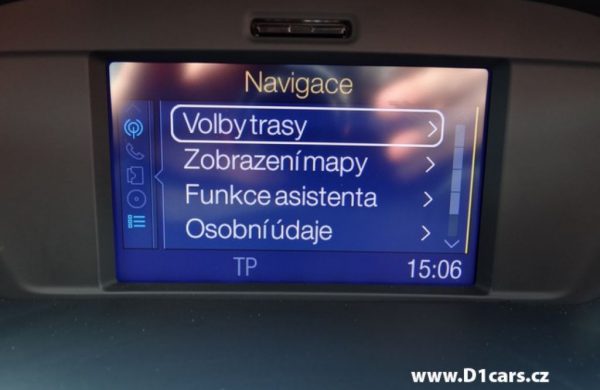 Navigace
Volby trasy
Zobrazení mapy
Funkce asistenta
Osobní údaje
TP 15:06
www.D1cars.cz